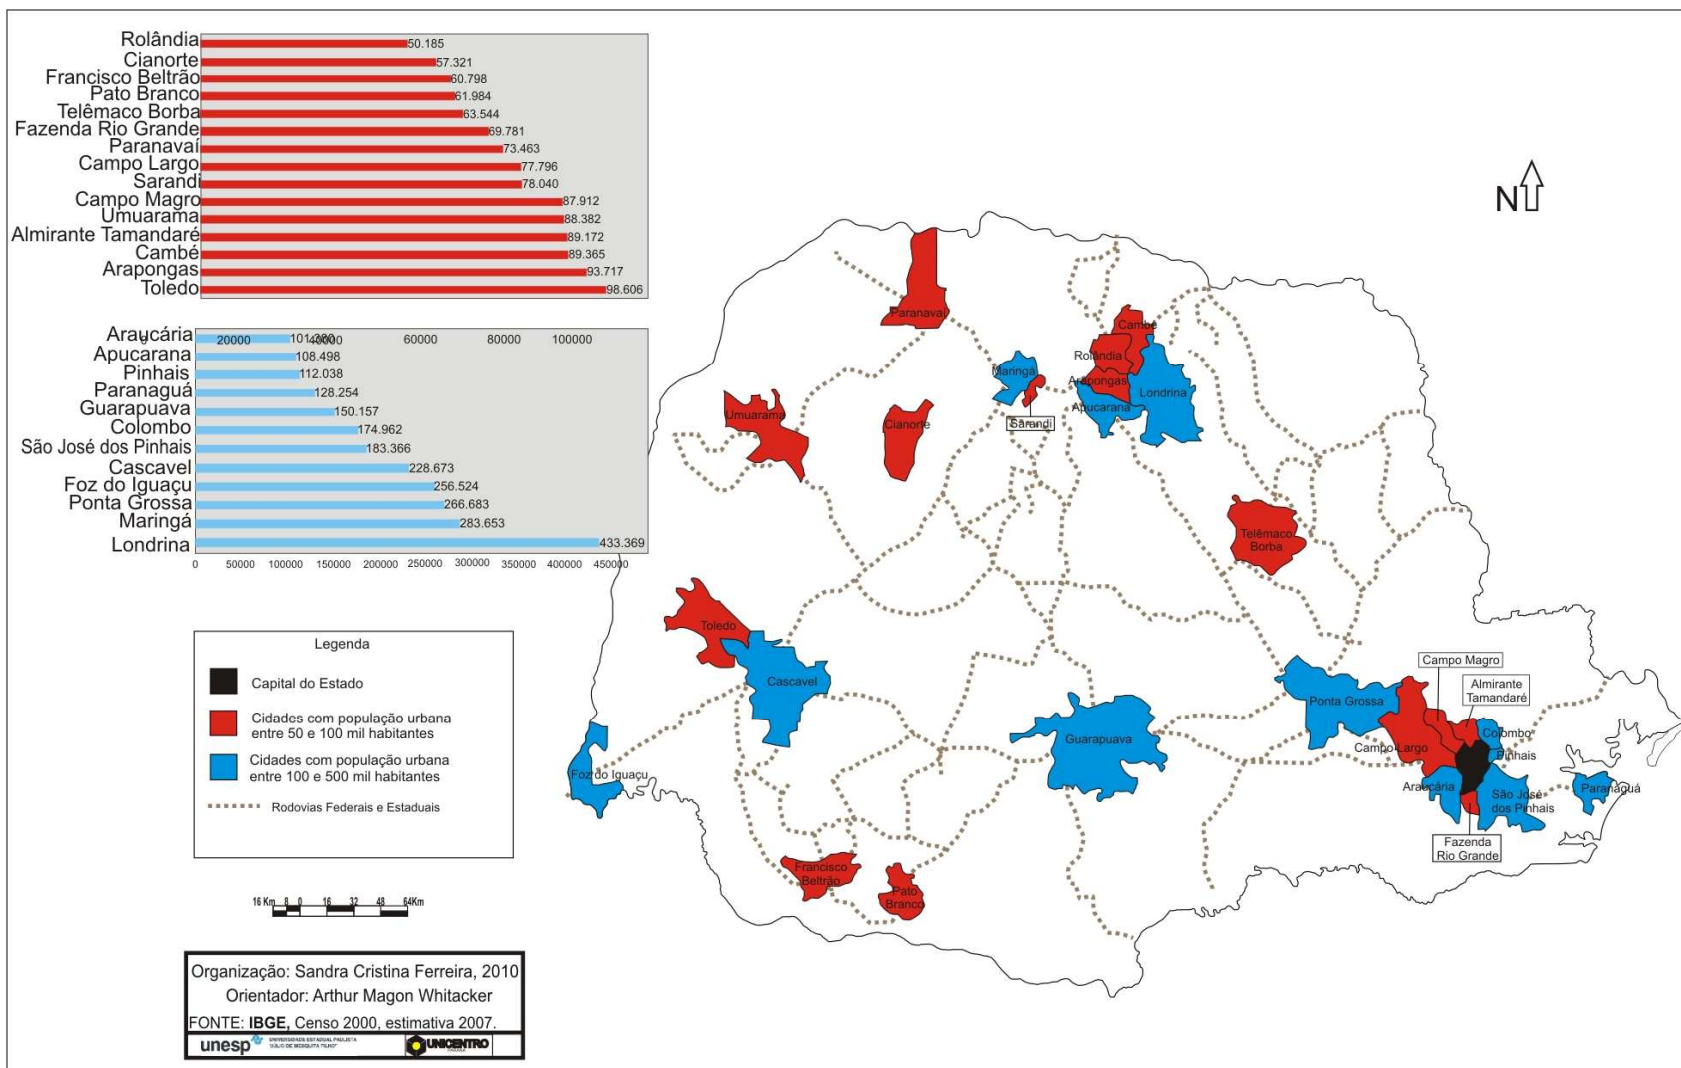 Rolândia 50.185
Cianorte 57.321
Francisco Beltrão 60.798
Pato Branco 61.984
Telêmaco Borba 63.544
Fazenda Rio Grande 69.781
Paranavaí 73.463
Campo Largo 77.796
Sarandi 78.040
Campo Magro 87.912
Umuarama 88.382
Almirante Tamandaré 89.172
Cambé 89.365
Arapongas 93.717
Toledo 98.606
Araucária
0 20000 40000 60000 80000 100000
Apucarana 108.498
Pinhais 112.038
Paranaguá 128.254
Guarapuava 150.157
Colombo 174.962
São José dos Pinhais 183.366
Cascavel 228.673
Foz do Iguaçu 256.524
Ponta Grossa 266.683
Maringá 283.653
Londrina 433.369
0 50000 100000 150000 200000 250000 300000 350000 400000 450000
Legenda
Capital do Estado
Cidades com população urbana
entre 50 e 100 mil habitantes
Cidades com população urbana
entre 100 e 500 mil habitantes
Rodovias Federais e Estaduais
16 Km 8 0 16 32 48 64Km
Organização: Sandra Cristina Ferreira, 2010
Orientador: Arthur Magon Whitacker
FONTE: IBGE, Censo 2000, estimativa 2007.
unesp
UNIVERSIDADE ESTADUAL PAULISTA
"JÚLIO DE MESQUITA FILHO"
UNICENTRO
N
Paranavaí
Cambé
Rolândia
Maringá
Arapongas
Londrina
Apucarana
Umuarama
Cianorte
Sarandi
Telêmaco
Borba
Toledo
Cascavel
Campo Magro
Almirante
Tamandaré
Ponta Grossa
Colombo
Guarapuava
Campo Largo
Pinhais
Foz do Iguaçu
Araucária
São José
dos Pinhais
Paranaguá
Fazenda
Rio Grande
Francisco
Beltrão
Pato
Branco